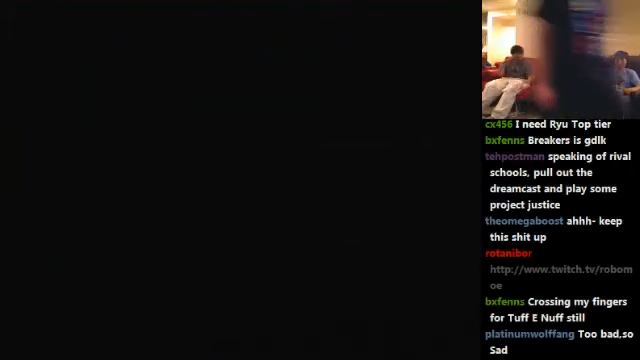 cx456 I need Ryu Top tier
bxfenns Breakers is gdlk
tehpostman speaking of rival
schools, pull out the
dreamcast and play some
project justice
theomegaboost ahhh- keep
this shit up
rotanibor
http://www.twitch.tv/robom
oe
bxfenns Crossing my fingers
for Tuff E Nuff still
platinumwolffang Too bad,so
Sad